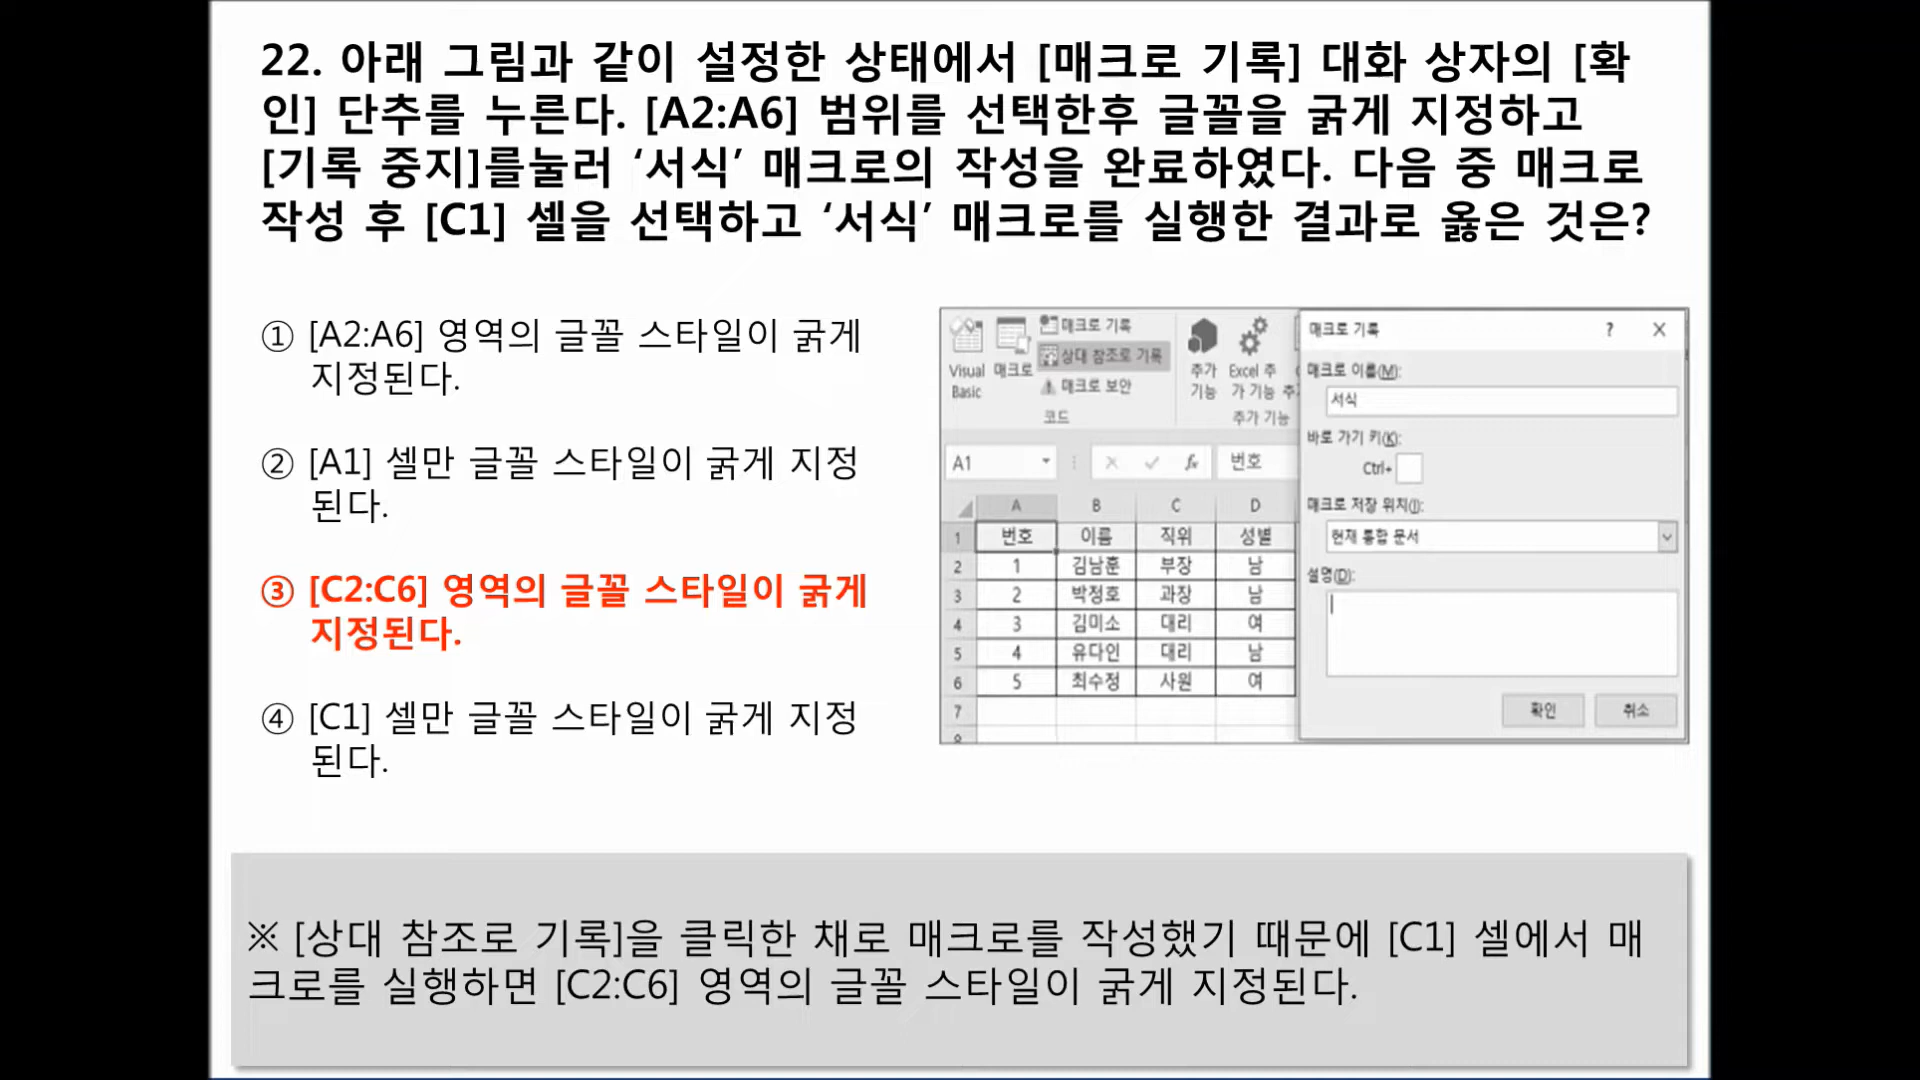 22. 아래 그림과 같이 설정한 상태에서 [매크로 기록] 대화 상자의 [확
인] 단추를 누른다. [A2:A6] 범위를 선택한후 글꼴을 굵게 지정하고
[기록 중지]를눌러 ‘서식’ 매크로의 작성을 완료하였다. 다음 중 매크로
작성 후 [C1] 셀을 선택하고 ‘서식’ 매크로를 실행한 결과로 옳은 것은?
① [A2:A6] 영역의 글꼴 스타일이 굵게
지정된다.
② [A1] 셀만 글꼴 스타일이 굵게 지정
된다.
③ [C2:C6] 영역의 글꼴 스타일이 굵게
지정된다.
④ [C1] 셀만 글꼴 스타일이 굵게 지정
된다.
Visual
Basic
매크로
매크로 기록
상대 참조로 기록
매크로 보안
코드
추가
기능
Excel 추
가 기능
추가 기능
A1
fx
번호
A B C D
1 번호 이름 직위 성별
2 1 김남훈 부장 남
3 2 박정호 과장 남
4 3 김미소 대리 여
5 4 유다인 대리 남
6 5 최수정 사원 여
7
8
매크로 기록 ? ×
매크로 이름(M):
서식
바로 가기 키(K):
Ctrl+
매크로 저장 위치(I):
현재 통합 문서
설명(D):
확인 취소
※ [상대 참조로 기록]을 클릭한 채로 매크로를 작성했기 때문에 [C1] 셀에서 매
크로를 실행하면 [C2:C6] 영역의 글꼴 스타일이 굵게 지정된다.